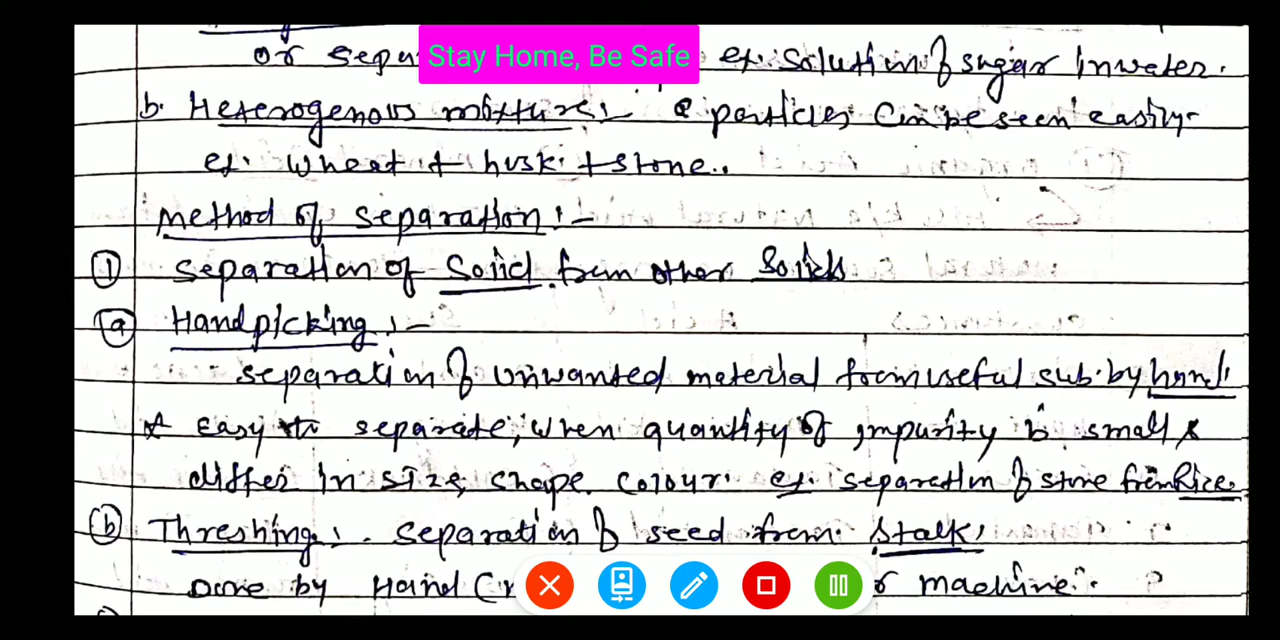 or sepa Stay Home, Be Safe ex. solution of sugar in water.
b. Heterogenous mixture :- particles can be seen easily-
ex. wheat + husk + stone..
Method of separation :-
① separation of solid from other solids
ⓐ Handpicking :-
separation of unwanted material from useful sub. by hand.
* Easy to separate, when quantity of impurity is small &
differ in size, shape. colour. ex. separation of stone from Rice.
ⓑ Threshing :. separation of seed from stalk.
Done by Hand ( or machine.